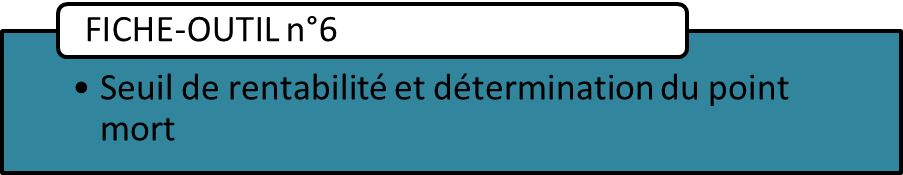 FICHE-OUTIL n°6
• Seuil de rentabilité et détermination du point
mort